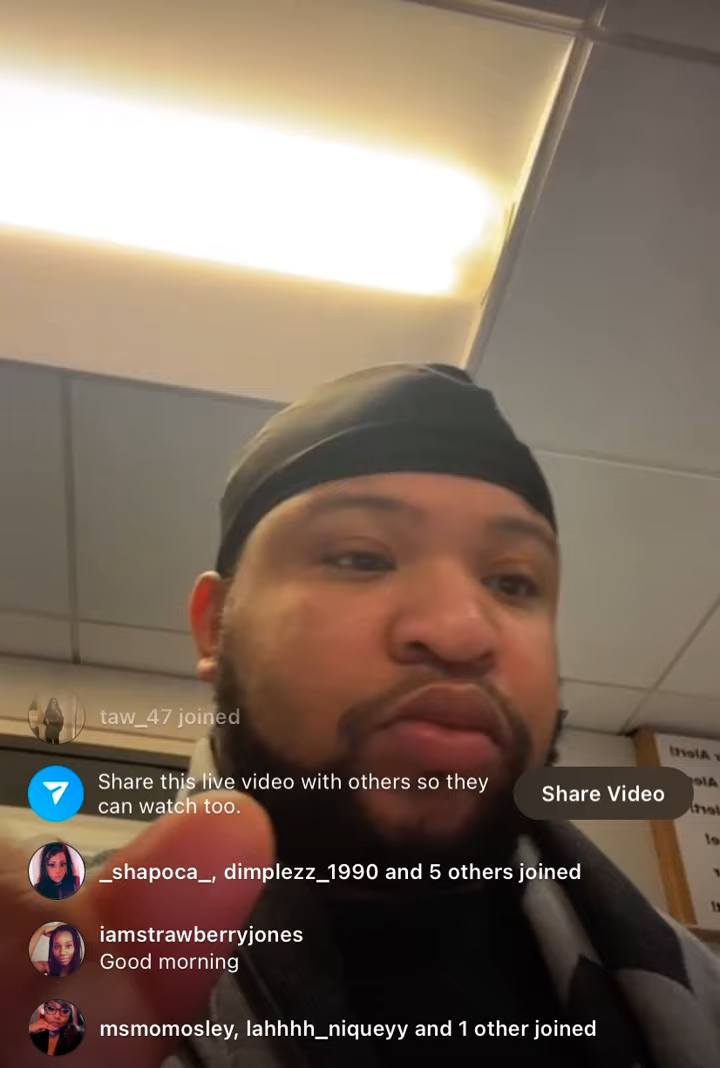 taw_47 joined
Share this live video with others so they
can watch too.
Share Video
_shapoca_, dimplezz_1990 and 5 others joined
iamstrawberryjones
Good morning
msmomosley, lahhhh_niqueyy and 1 other joined